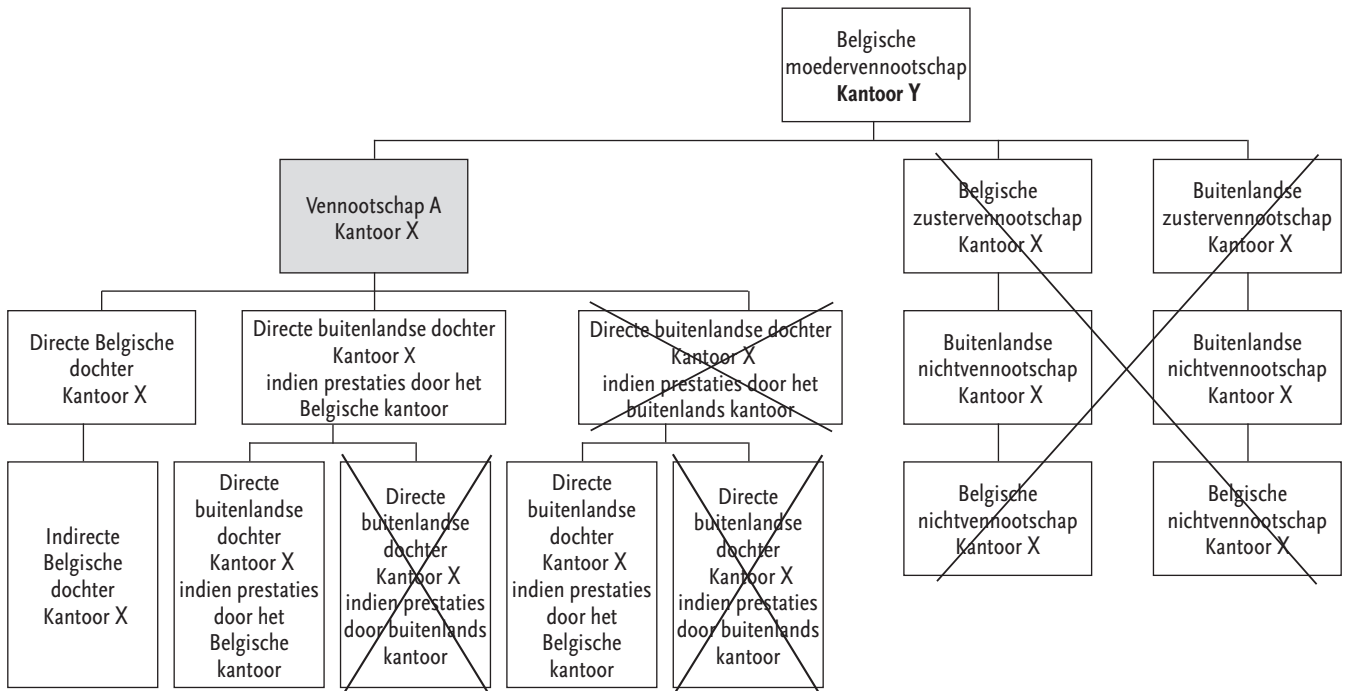 Belgische
moedervennootschap
Kantoor Y
Vennootschap A
Kantoor X
Belgische
zustervennootschap
Kantoor X
Buitenlandse
zustervennootschap
Kantoor X
Directe Belgische
dochter
Kantoor X
Directe buitenlandse dochter
Kantoor X
indien prestaties door het
Belgische kantoor
Directe buitenlandse dochter
Kantoor X
indien prestaties door het
buitenlands kantoor
Buitenlandse
nichtvennootschap
Kantoor X
Buitenlandse
nichtvennootschap
Kantoor X
Indirecte
Belgische
dochter
Kantoor X
Directe
buitenlandse
dochter
Kantoor X
indien prestaties
door het
Belgische
kantoor
Directe
buitenlandse
dochter
Kantoor X
indien prestaties
door buitenlands
kantoor
Directe
buitenlandse
dochter
Kantoor X
indien prestaties
door het
Belgische
kantoor
Directe
buitenlandse
dochter
Kantoor X
indien prestaties
door buitenlands
kantoor
Belgische
nichtvennootschap
Kantoor X
Belgische
nichtvennootschap
Kantoor X